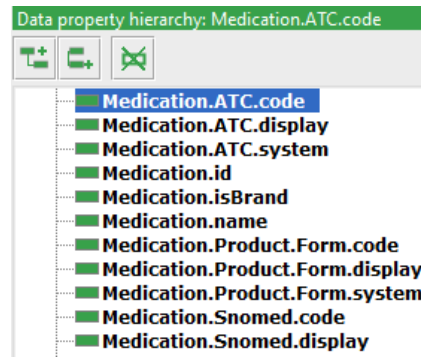 Data property hierarchy: Medication.ATC.code
Medication.ATC.code
Medication.ATC.display
Medication.ATC.system
Medication.id
Medication.isBrand
Medication.name
Medication.Product.Form.code
Medication.Product.Form.display
Medication.Product.Form.system
Medication.Snomed.code
Medication.Snomed.display